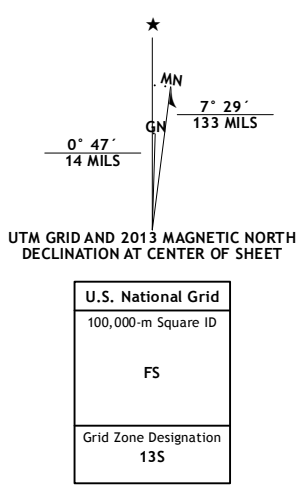 ★
MN
GN
7° 29´
133 MILS
0° 47´
14 MILS
UTM GRID AND 2013 MAGNETIC NORTH
DECLINATION AT CENTER OF SHEET
U.S. National Grid
100,000-m Square ID
FS
Grid Zone Designation
13S